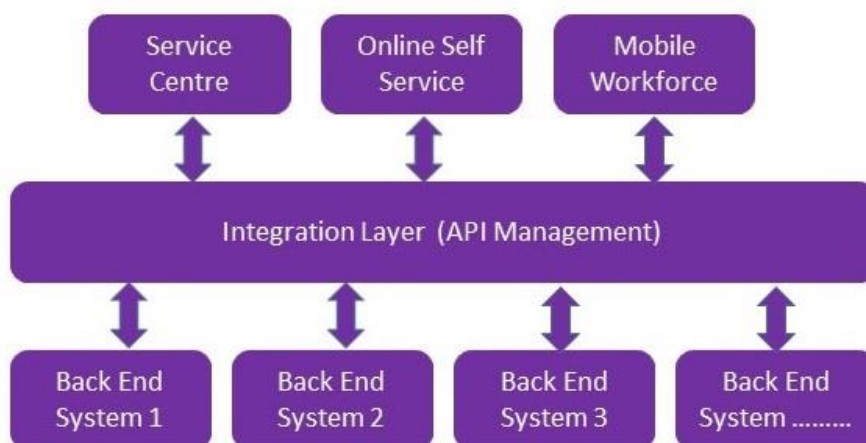 Service
Centre
Online Self
Service
Mobile
Workforce
Integration Layer (API Management)
Back End
System 1
Back End
System 2
Back End
System 3
Back End
System .........